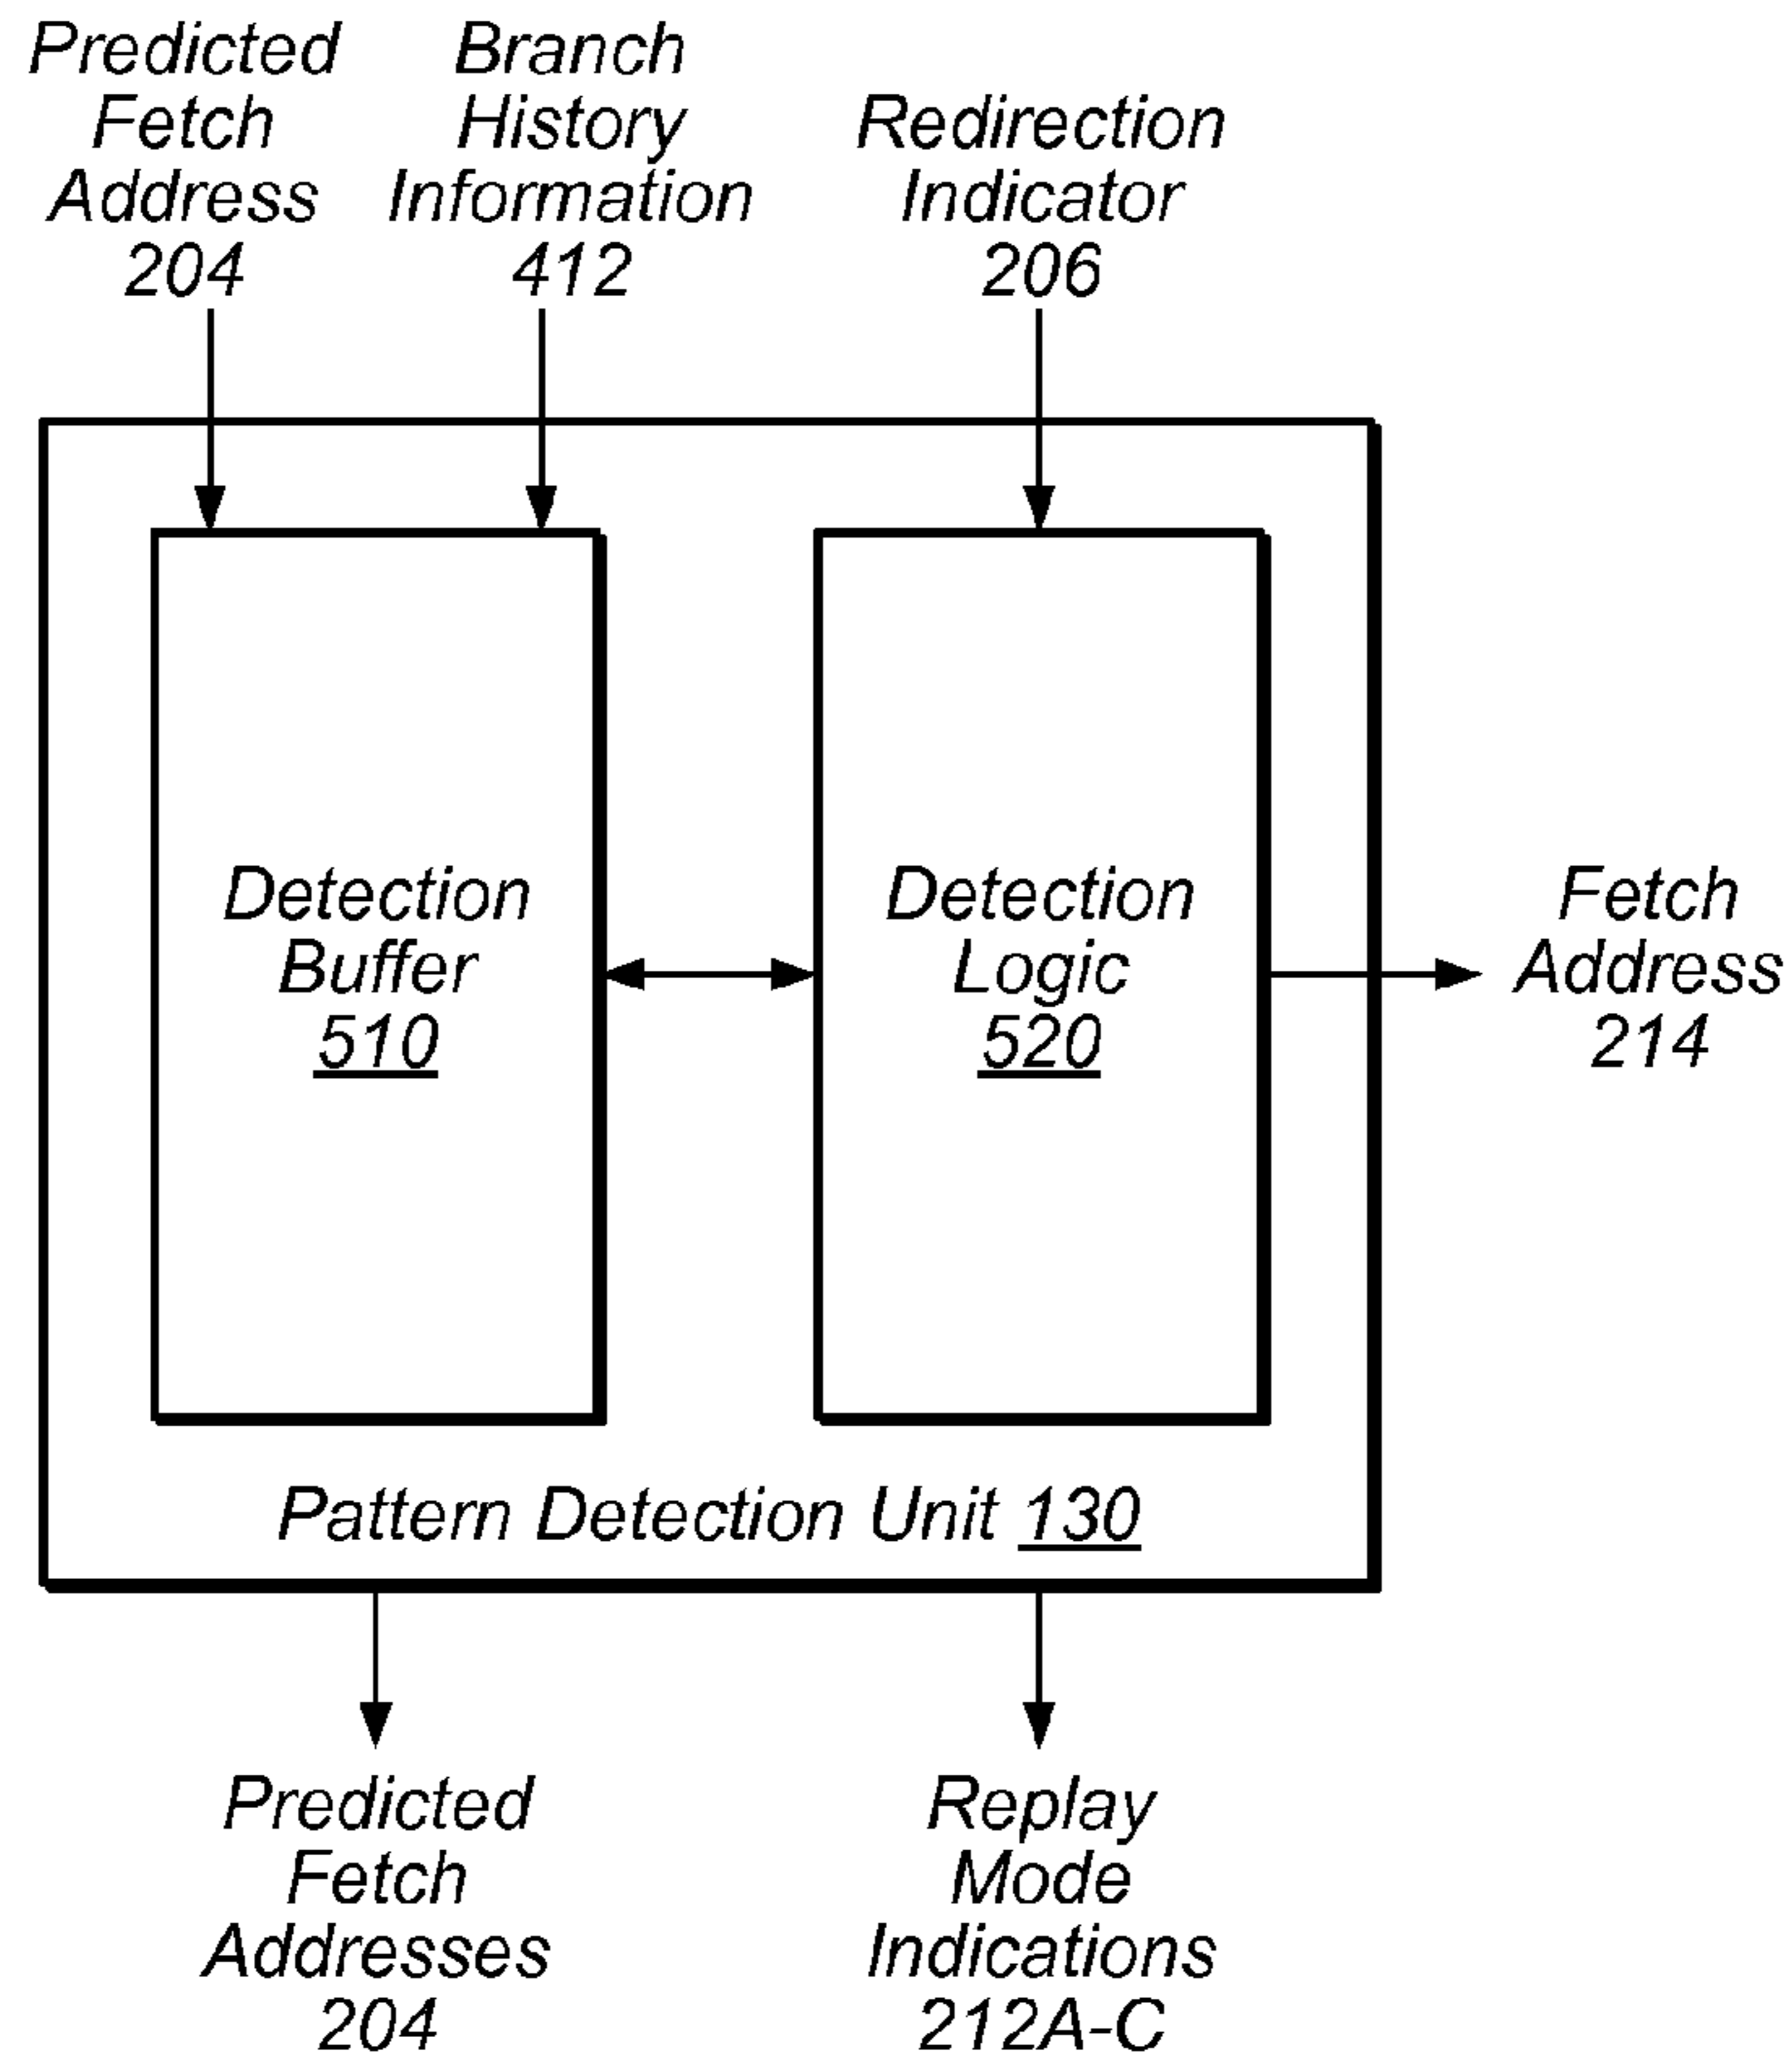 Predicted
Fetch
Address
204
Branch
History
Information
412
Redirection
Indicator
206
Detection
Buffer
510
Detection
Logic
520
Fetch
Address
214
Pattern Detection Unit 130
Predicted
Fetch
Addresses
204
Replay
Mode
Indications
212A-C